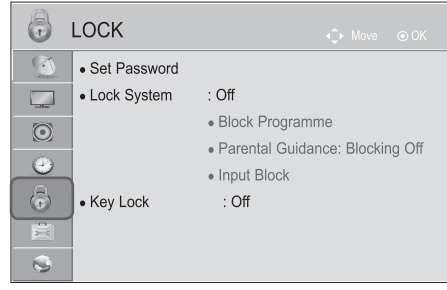 LOCK
Move ⊙ OK
• Set Password
• Lock System : Off
• Block Programme
• Parental Guidance: Blocking Off
• Input Block
• Key Lock : Off